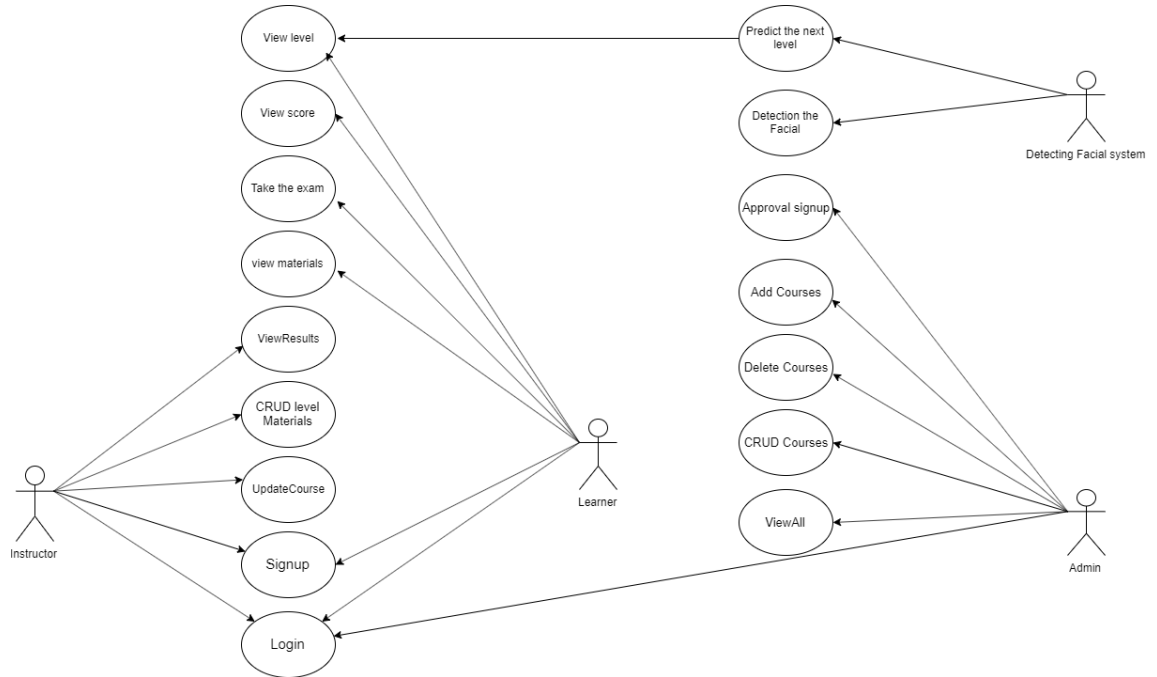 View level
View score
Take the exam
view materials
ViewResults
CRUD level
Materials
UpdateCourse
Signup
Login
Instructor
Learner
Predict the next
level
Detection the
Facial
Approval signup
Add Courses
Delete Courses
CRUD Courses
ViewAll
Detecting Facial system
Admin